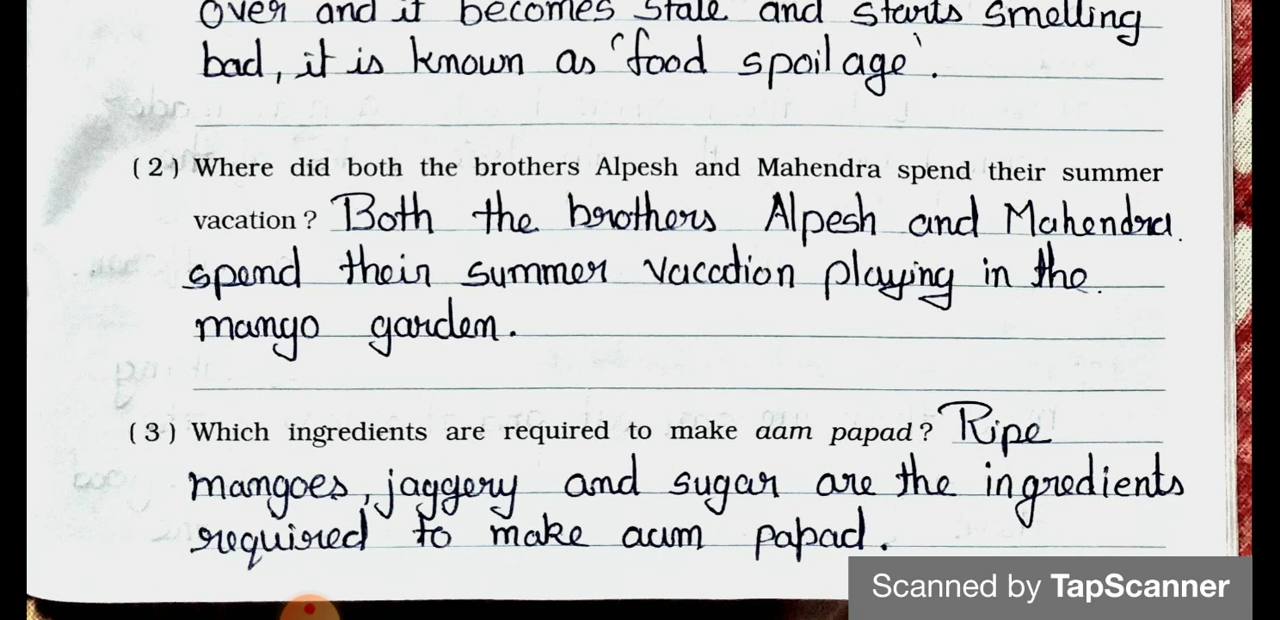 over and it becomes stale and starts smelling
bad, it is known as 'food spoilage'.
(2) Where did both the brothers Alpesh and Mahendra spend their summer
vacation? Both the brothers Alpesh and Mahendra.
spend their summer vacation playing in the.
mango garden.
(3) Which ingredients are required to make aam papad? Ripe
mangoes, jaggery and sugar are the ingredients
required to make aam papad.
Scanned by TapScanner